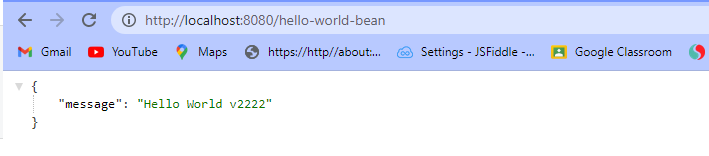 http://localhost:8080/hello-world-bean
Gmail YouTube Maps https://http//about:... Settings - JSFiddle -... Google Classroom
{
"message": "Hello World v2222"
}